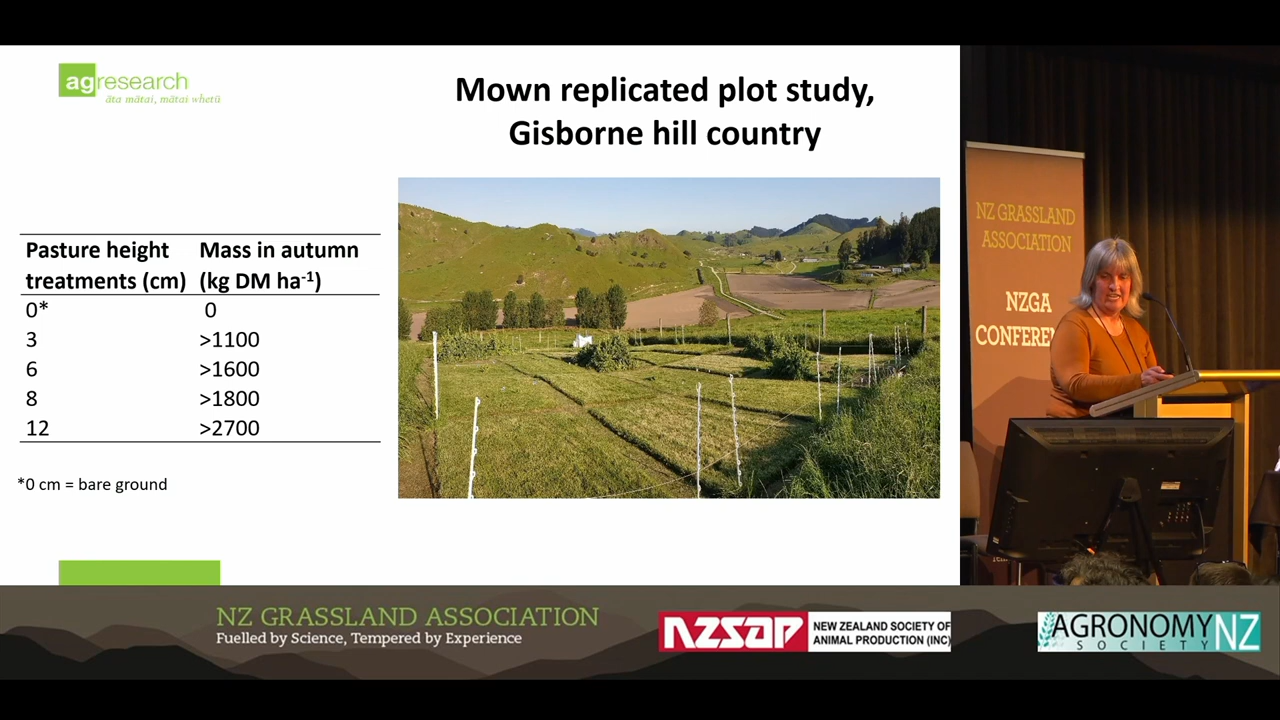 agresearch
āta mātai, mātai whetū
Mown replicated plot study,
Gisborne hill country
Pasture height treatments (cm) | Mass in autumn (kg DM ha⁻¹)
0* | 0
3 | >1100
6 | >1600
8 | >1800
12 | >2700
*0 cm = bare ground
NZ GRASSLAND
ASSOCIATION
NZGA
NZ GRASSLAND ASSOCIATION
Fuelled by Science, Tempered by Experience
NZSAP
NEW ZEALAND SOCIETY OF
ANIMAL PRODUCTION (INC)
AGRONOMY NZ
SOCIETY